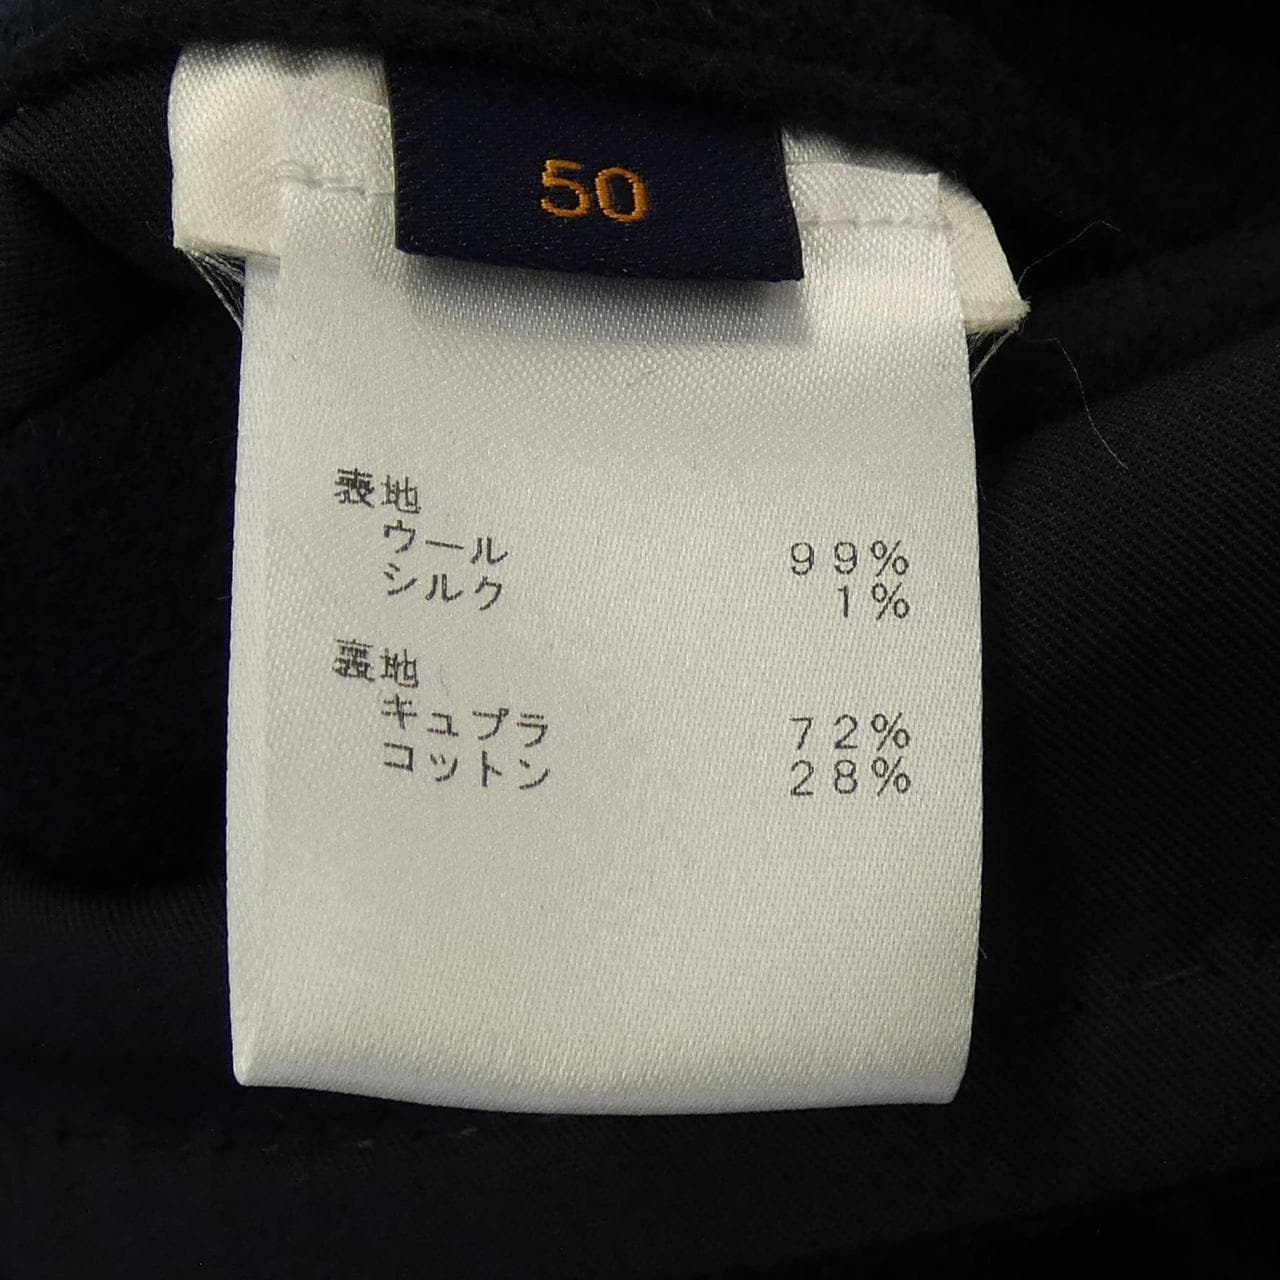 50
表地
ウール 99%
シルク 1%
裏地
キュプラ 72%
コットン 28%